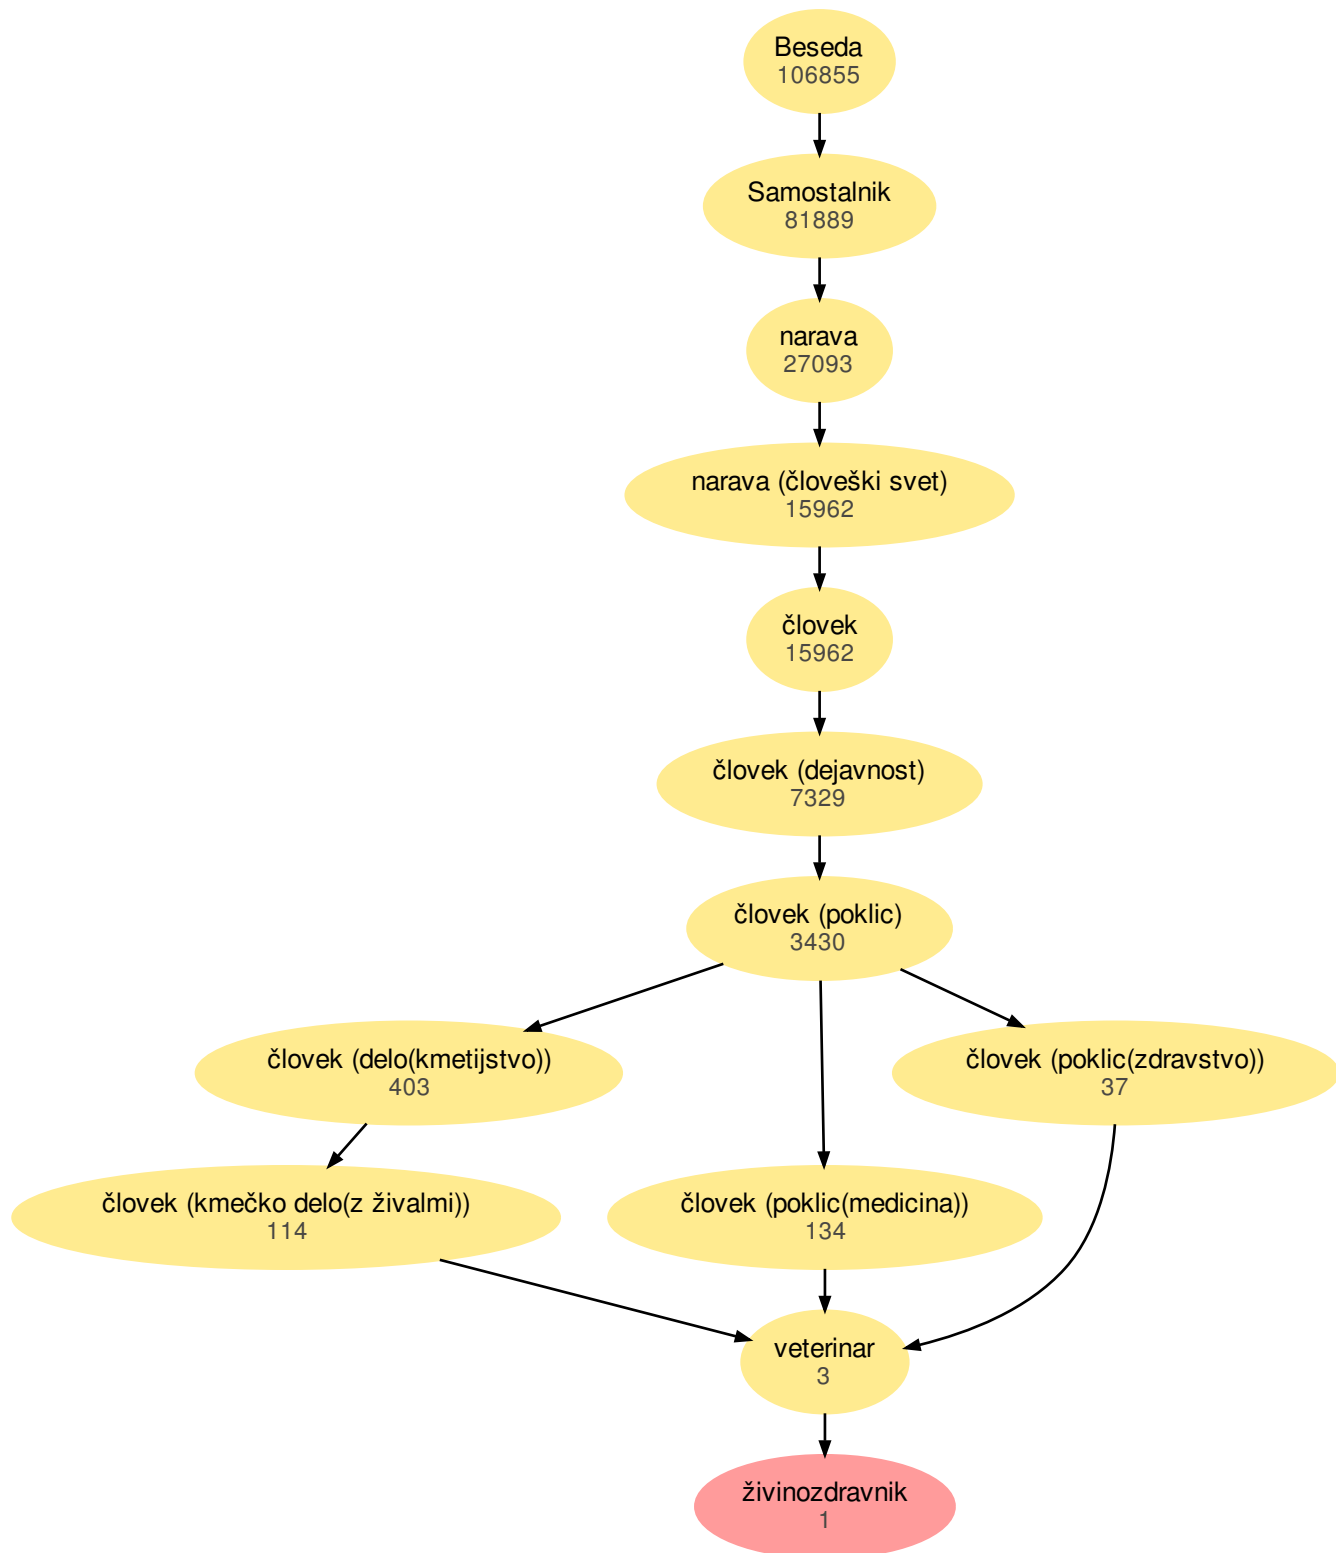 Beseda
106855
Samostalnik
81889
narava
27093
narava (človeški svet)
15962
človek
15962
človek (dejavnost)
7329
človek (poklic)
3430
človek (delo(kmetijstvo))
403
človek (poklic(zdravstvo))
37
človek (kmečko delo(z živalmi))
114
človek (poklic(medicina))
134
veterinar
3
živinozdravnik
1